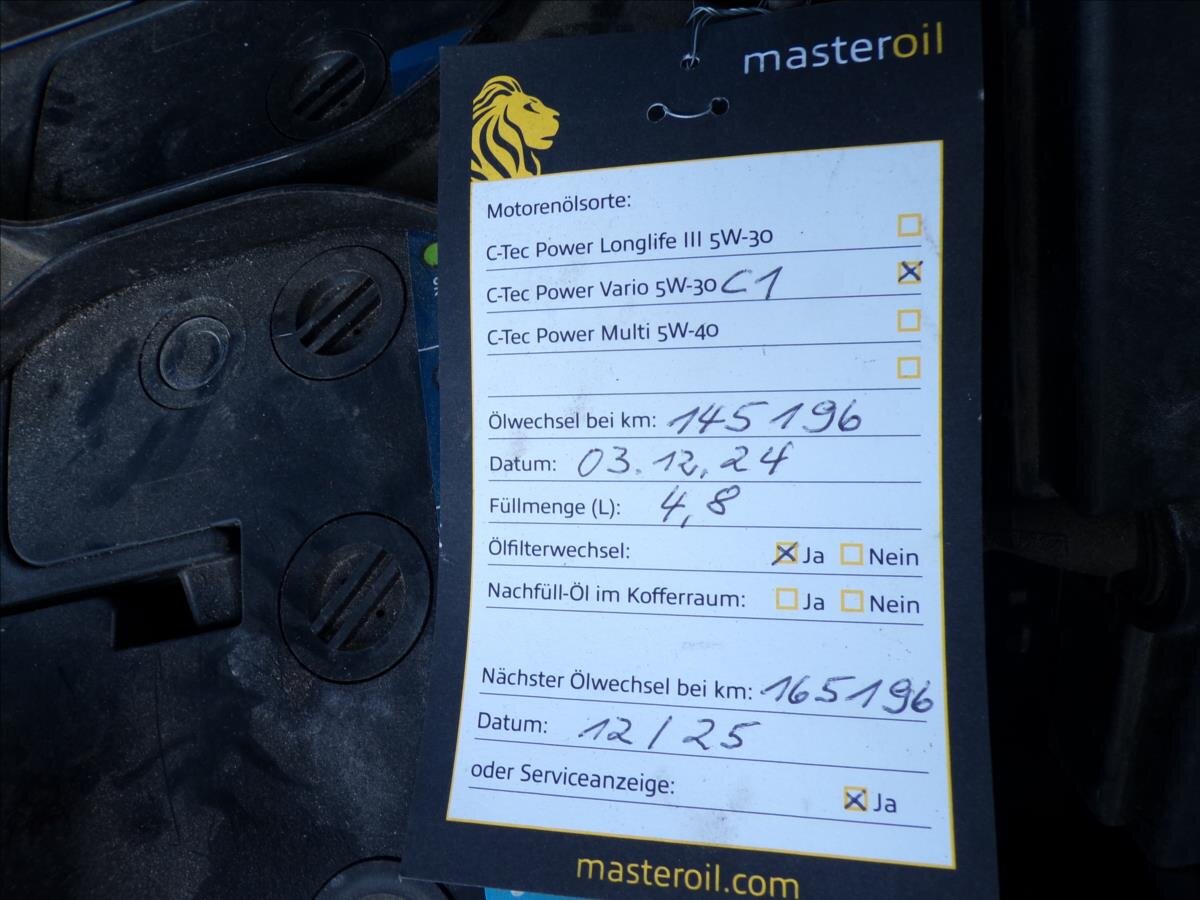 masteroil
Motorenölsorte:
C-Tec Power Longlife III 5W-30
C-Tec Power Vario 5W-30 C1
C-Tec Power Multi 5W-40
Ölwechsel bei km: 145196
Datum: 03.12.24
Füllmenge (L): 4,8
Ölfilterwechsel: Ja Nein
Nachfüll-Öl im Kofferraum: Ja Nein
Nächster Ölwechsel bei km: 165196
Datum: 12/25
oder Serviceanzeige: Ja
masteroil.com